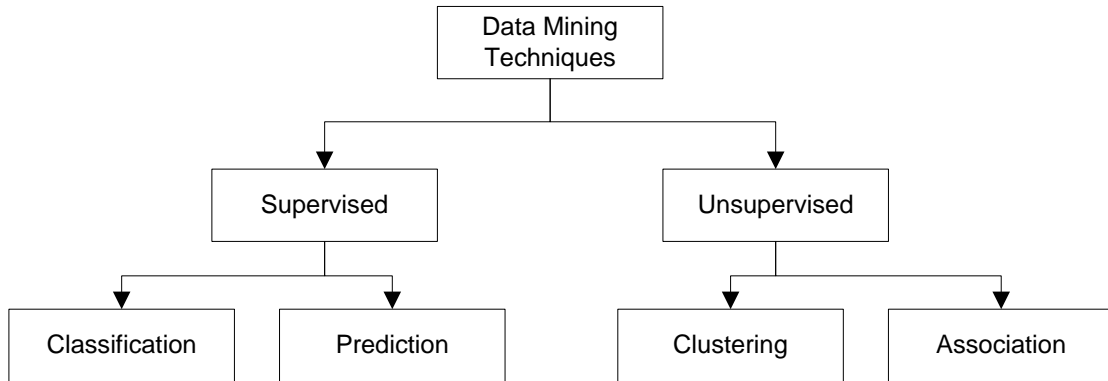 Data Mining
Techniques
Supervised
Unsupervised
Classification
Prediction
Clustering
Association